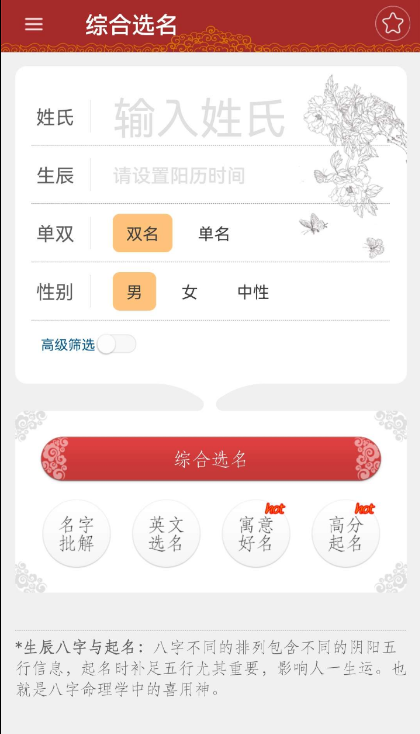 综合选名
姓氏 输入姓氏
生辰 请设置阳历时间
单双 双名 单名
性别 男 女 中性
高级筛选
综合选名
hot hot
名字 英文 寓意 高分
批解 选名 好名 起名
*生辰八字与起名：八字不同的排列包含不同的阴阳五
行信息，起名时补足五行尤其重要，影响人一生运。也
就是八字命理学中的喜用神。